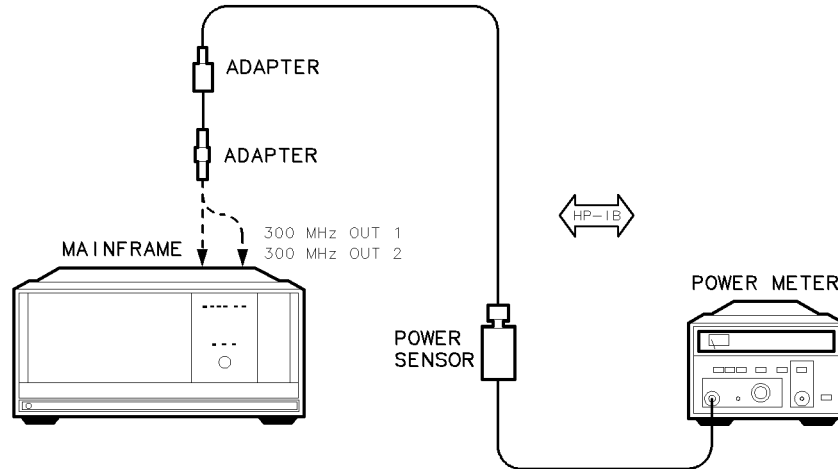 ADAPTER
ADAPTER
300 MHz OUT 1
300 MHz OUT 2
MAINFRAME
HP-IB
POWER METER
POWER
SENSOR